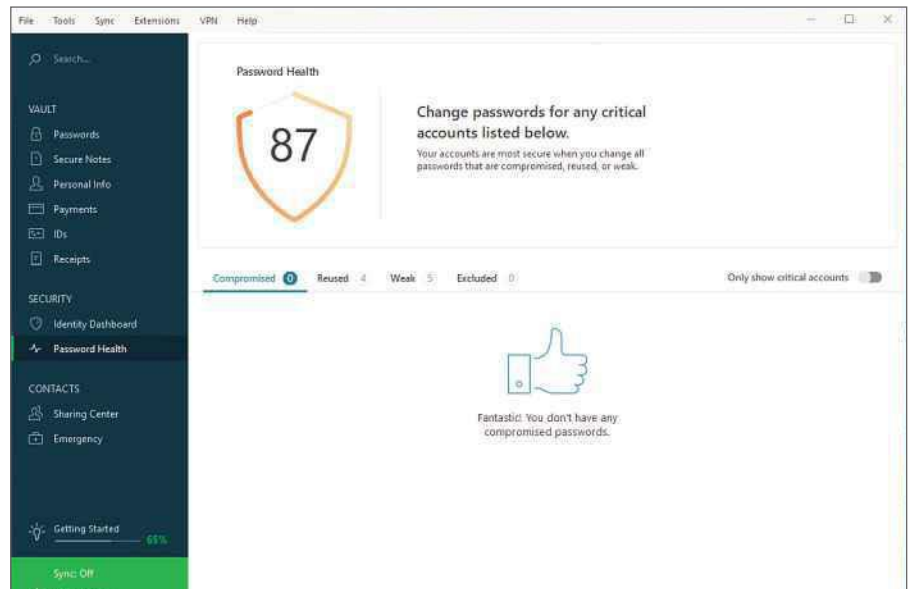 File Tools Sync Extensions VPN Help
Search...
VAULT
Passwords
Secure Notes
Personal Info
Payments
IDs
Receipts
SECURITY
Identity Dashboard
Password Health
CONTACTS
Sharing Center
Emergency
Getting Started
65%
Sync: Off
Password Health
87
Change passwords for any critical
accounts listed below.
Your accounts are most secure when you change all
passwords that are compromised, reused, or weak.
Compromised 0 Reused 4 Weak 5 Excluded 0 Only show critical accounts
Fantastic! You don't have any
compromised passwords.